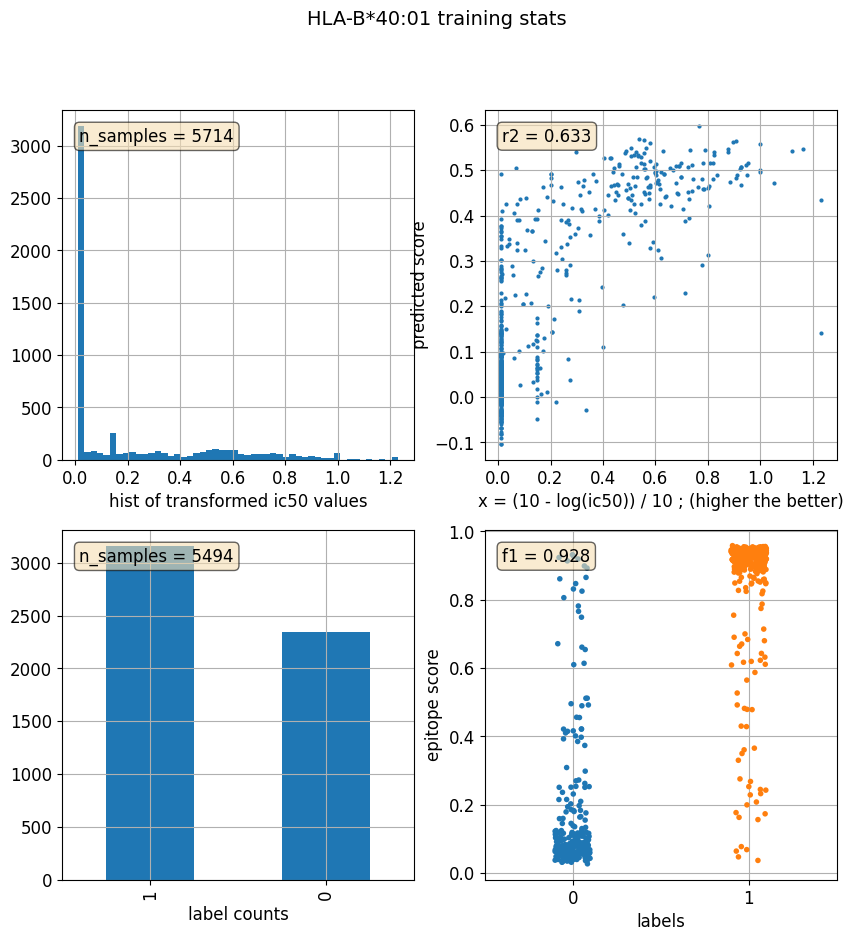 HLA-B*40:01 training stats
n_samples = 5714
3000
2500
2000
1500
1000
500
0
0.0 0.2 0.4 0.6 0.8 1.0 1.2
hist of transformed ic50 values
r2 = 0.633
predicted score
0.6
0.5
0.4
0.3
0.2
0.1
0.0
−0.1
0.0 0.2 0.4 0.6 0.8 1.0 1.2
x = (10 - log(ic50)) / 10 ; (higher the better)
n_samples = 5494
3000
2500
2000
1500
1000
500
0
1 0
label counts
f1 = 0.928
epitope score
1.0
0.8
0.6
0.4
0.2
0.0
0 1
labels